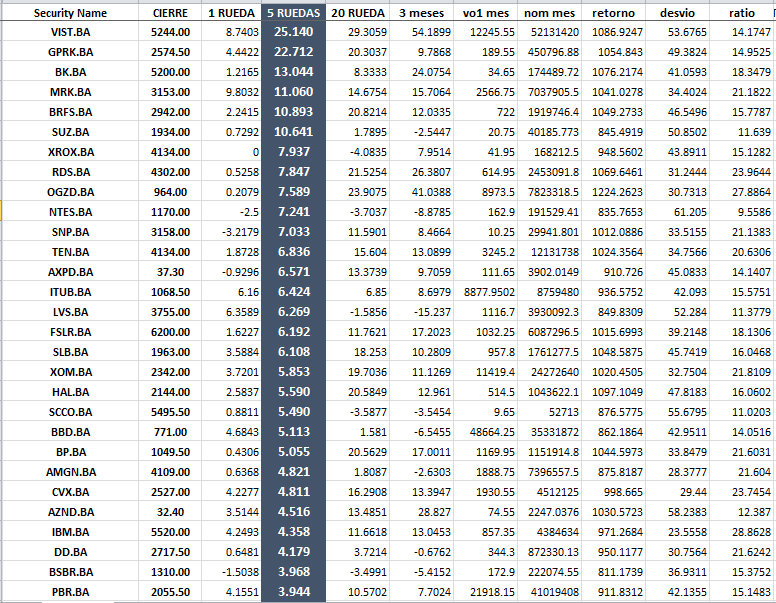 Security Name CIERRE 1 RUEDA 5 RUEDAS 20 RUEDA 3 meses vo1 mes nom mes retorno desvio ratio
VIST.BA 5244.00 8.7403 25.140 29.3059 54.1899 12245.55 52131420 1086.9247 53.6765 14.1747
GPRK.BA 2574.50 4.4422 22.712 20.3037 9.7868 189.55 450796.88 1054.843 49.3824 14.9525
BK.BA 5200.00 1.2165 13.044 8.3333 24.0754 34.65 174489.72 1076.2174 41.0593 18.3479
MRK.BA 3153.00 9.8032 11.060 14.6754 15.7064 2566.75 7037905.5 1041.0278 34.4024 21.1822
BRFS.BA 2942.00 2.2415 10.893 20.8214 12.0335 722 1919746.4 1049.2733 46.5496 15.7787
SUZ.BA 1934.00 0.7292 10.641 1.7895 -2.5447 20.75 40185.773 845.4919 50.8502 11.639
XROX.BA 4134.00 0 7.937 -4.0835 7.9514 41.95 168212.5 948.5602 43.8911 15.1282
RDS.BA 4302.00 0.5258 7.847 21.5254 26.3807 614.95 2453091.8 1069.6461 31.2444 23.9644
OGZD.BA 964.00 0.2079 7.589 23.9075 41.0388 8973.5 7823318.5 1224.2623 30.7313 27.8864
NTES.BA 1170.00 -2.5 7.241 -3.7037 -8.8785 162.9 191529.41 835.7653 61.205 9.5586
SNP.BA 3158.00 -3.2179 7.033 11.5901 8.4664 10.25 29941.801 1012.0886 33.5155 21.1383
TEN.BA 4134.00 1.8728 6.836 15.604 13.0899 3245.2 12131738 1024.3564 34.7566 20.6306
AXPD.BA 37.30 -0.9296 6.571 13.3739 9.7059 111.65 3902.0149 910.726 45.0833 14.1407
ITUB.BA 1068.50 6.16 6.424 6.85 8.6979 8877.9502 8759480 936.5752 42.093 15.5751
LVS.BA 3755.00 6.3589 6.269 -1.5856 -15.237 1116.7 3930092.3 849.8309 52.284 11.3779
FSLR.BA 6200.00 1.6227 6.192 11.7621 17.2023 1032.25 6087296.5 1015.6993 39.2148 18.1306
SLB.BA 1963.00 3.5884 6.108 18.253 10.2809 957.8 1761277.5 1048.5875 45.7419 16.0468
XOM.BA 2342.00 3.7201 5.853 19.7036 11.1269 11419.4 24272640 1020.4505 32.7504 21.8109
HAL.BA 2144.00 2.5837 5.590 20.5849 12.961 514.5 1043622.1 1097.1049 47.8183 16.0602
SCCO.BA 5495.50 0.8811 5.490 -3.5877 -3.5454 9.65 52713 876.5775 55.6795 11.0203
BBD.BA 771.00 4.6843 5.113 1.581 -6.5455 48664.25 35331872 862.1864 42.9511 14.0516
BP.BA 1049.50 0.4306 5.055 20.5629 17.0011 1169.95 1151914.8 1044.5973 33.8479 21.6031
AMGN.BA 4109.00 0.6368 4.821 1.8087 -2.6303 1888.75 7396557.5 875.8187 28.3777 21.604
CVX.BA 2527.00 4.2277 4.811 16.2908 13.3947 1930.55 4512125 998.665 29.44 23.7454
AZND.BA 32.40 3.5144 4.516 13.4851 28.827 74.55 2247.0376 1030.5723 58.2383 12.387
IBM.BA 5520.00 4.2493 4.358 11.6618 13.0453 857.35 4384634 971.2684 23.5558 28.8628
DD.BA 2717.50 0.6481 4.179 3.7214 -0.6762 344.3 872330.13 950.1177 30.7564 21.6242
BSBR.BA 1310.00 -1.5038 3.968 -3.4991 -5.4152 172.9 222074.55 811.1739 36.9311 15.3752
PBR.BA 2055.50 4.1551 3.944 10.5702 7.7024 21918.15 41019408 911.8312 42.1355 15.1483